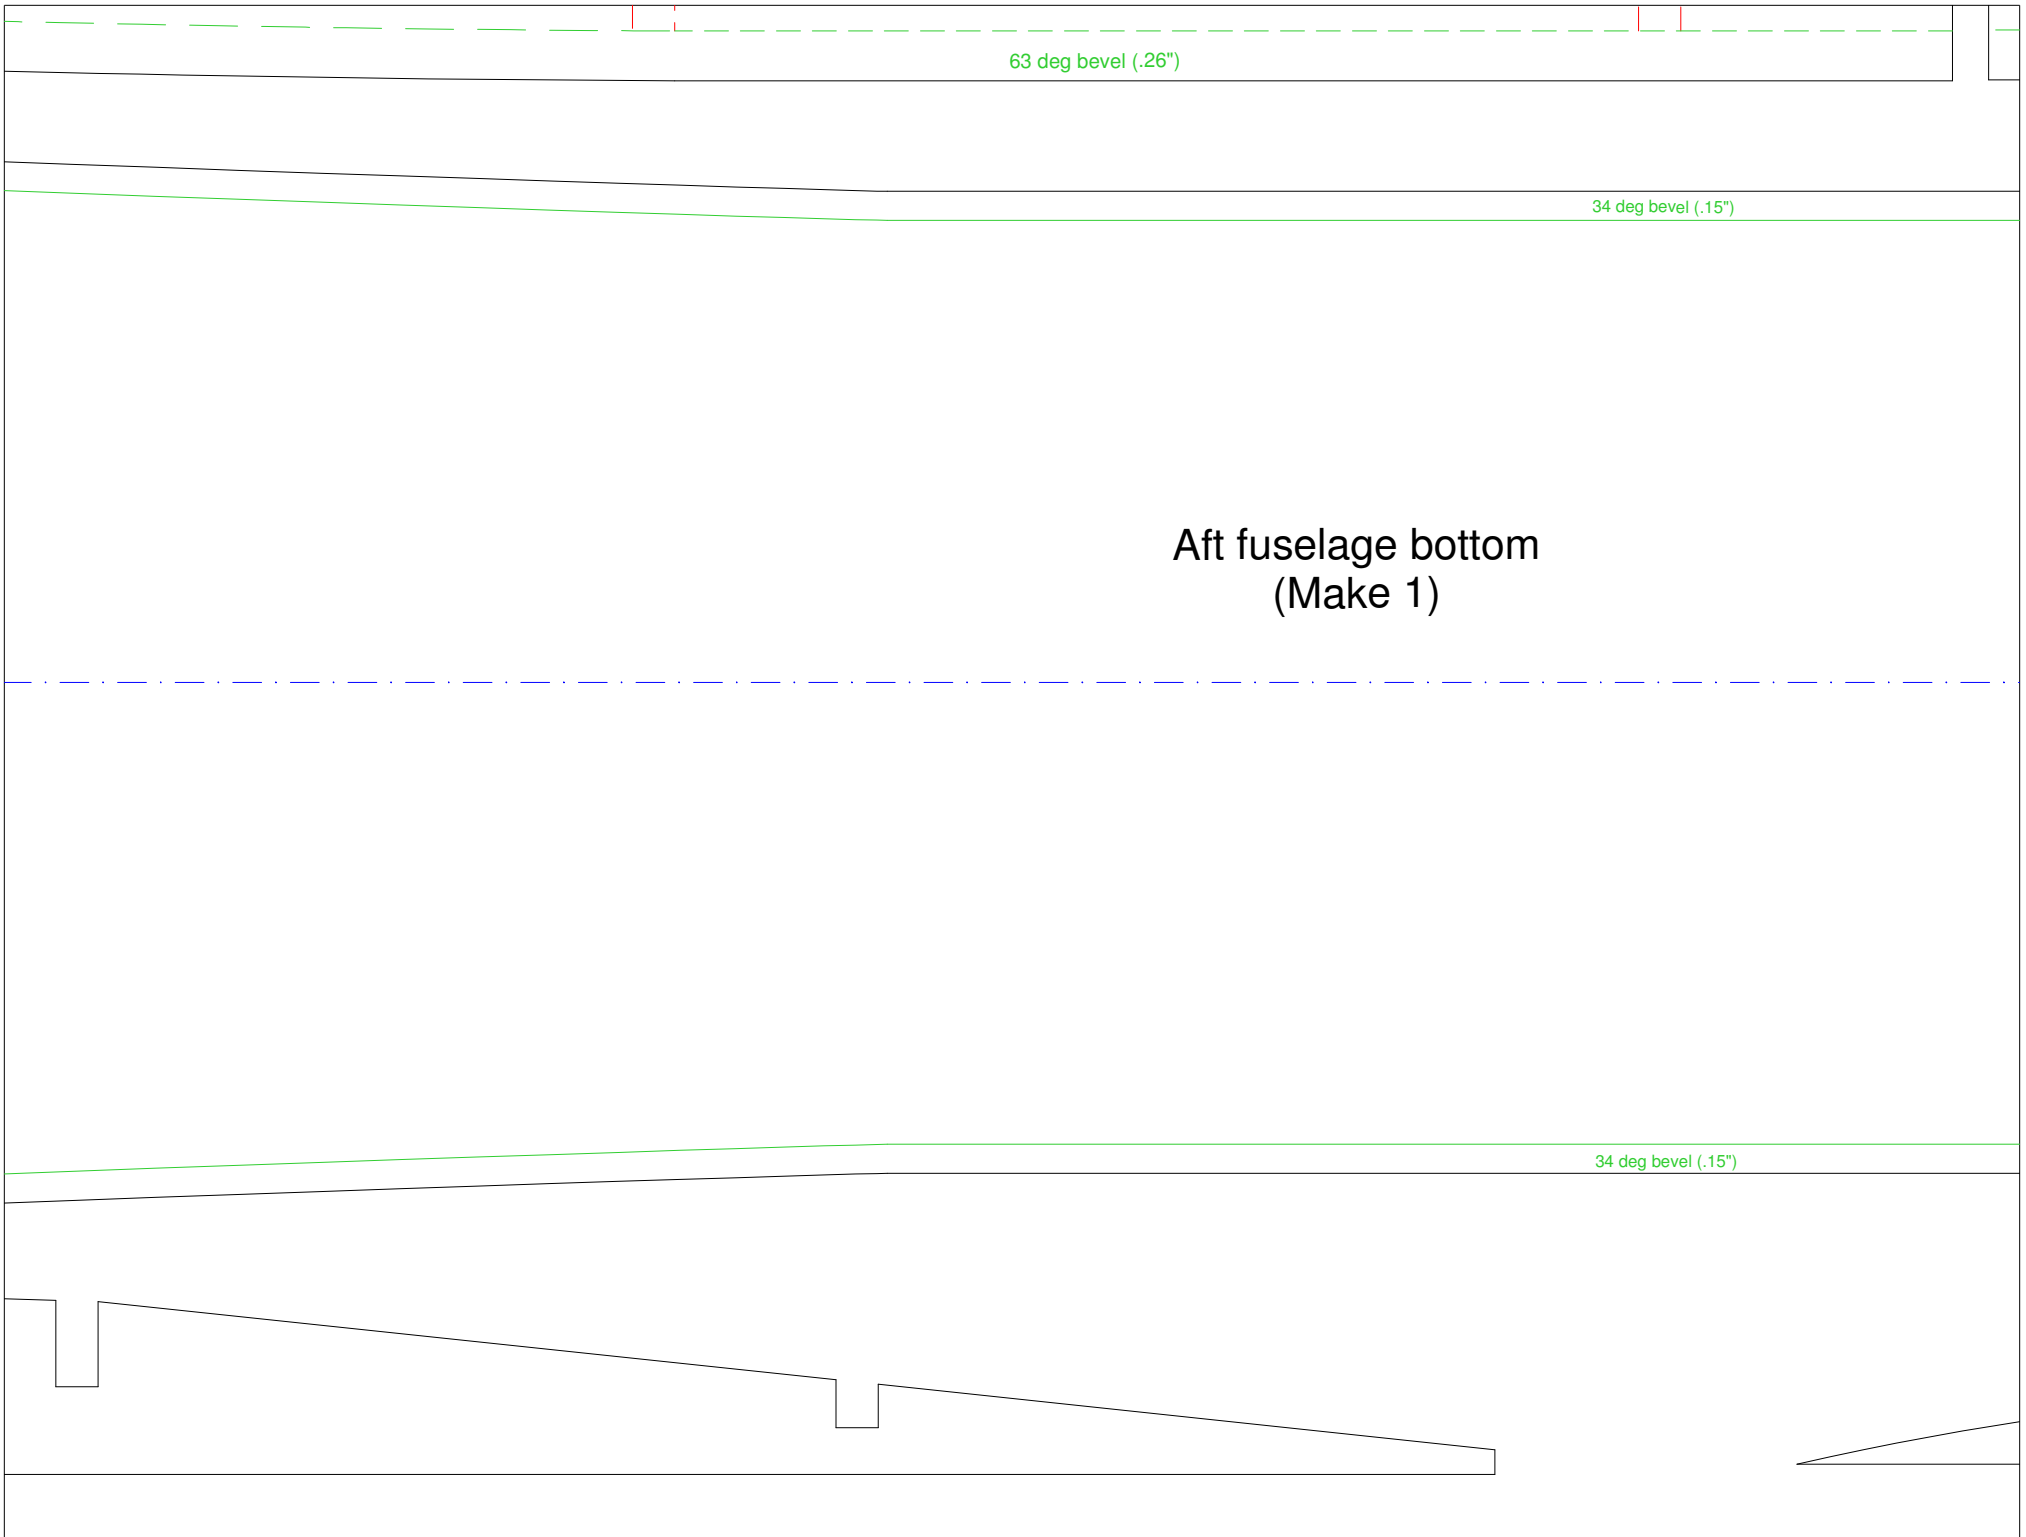 63 deg bevel (.26")
34 deg bevel (.15")
Aft fuselage bottom
(Make 1)
34 deg bevel (.15")